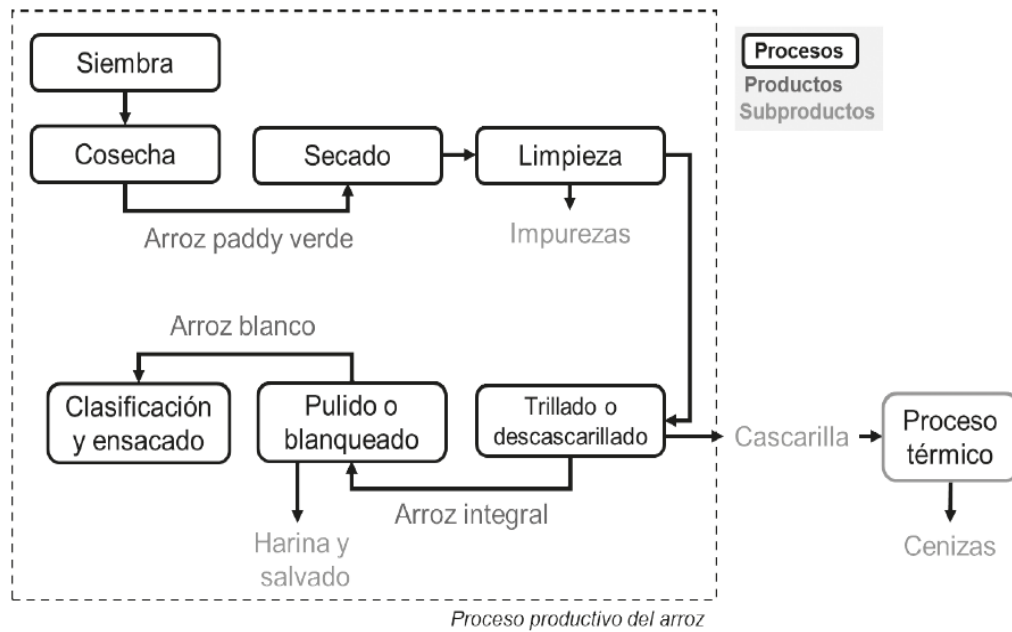 Siembra
Procesos
Productos
Subproductos
Cosecha
Secado
Limpieza
Arroz paddy verde
Impurezas
Arroz blanco
Clasificación
y ensacado
Pulido o
blanqueado
Trillado o
descascarillado
Cascarilla
Proceso
térmico
Arroz integral
Harina y
salvado
Cenizas
Proceso productivo del arroz